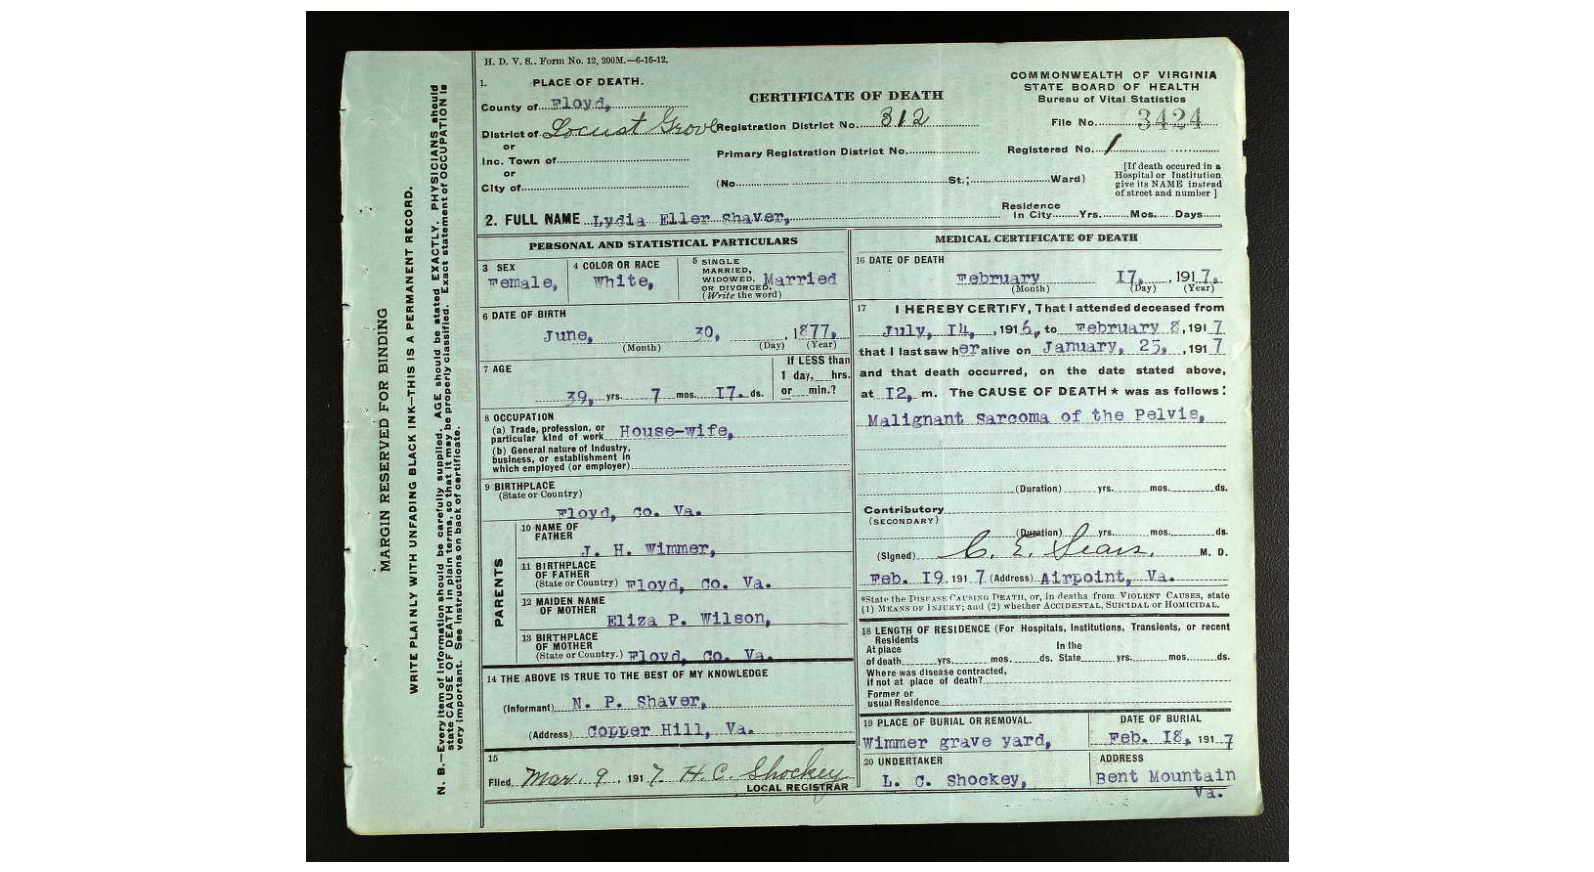 H. D. V. S., Form No. 12, 200M.—6-15-12.
1. PLACE OF DEATH.
County of Floyd,
District of Locust Grove
or
Inc. Town of
or
City of
CERTIFICATE OF DEATH
Registration District No. 312
Primary Registration District No.
(No. St.; Ward)
COMMONWEALTH OF VIRGINIA
STATE BOARD OF HEALTH
Bureau of Vital Statistics
File No. 3424
Registered No. 1
[If death occured in a
Hospital or Institution
give its NAME instead
of street and number]
2. FULL NAME Lydia Eller Shaver,
Residence
In City Yrs. Mos. Days
PERSONAL AND STATISTICAL PARTICULARS
3 SEX
Female,
4 COLOR OR RACE
White,
5 SINGLE
MARRIED,
WIDOWED,
OR DIVORCED,
(Write the word)
Married
6 DATE OF BIRTH
June, 30, , 1877,
(Month) (Day) (Year)
7 AGE
39, yrs. 7 mos. 17. ds.
If LESS than
1 day, hrs.
or min.?
8 OCCUPATION
(a) Trade, profession, or
particular kind of work House-wife,
(b) General nature of industry,
business, or establishment in
which employed (or employer)
9 BIRTHPLACE
(State or Country)
Floyd, Co. Va.
PARENTS
10 NAME OF
FATHER
J. H. Wimmer,
11 BIRTHPLACE
OF FATHER
(State or Country) Floyd, Co. Va.
12 MAIDEN NAME
OF MOTHER
Eliza P. Wilson,
13 BIRTHPLACE
OF MOTHER
(State or Country.) Floyd, Co. Va.
14 THE ABOVE IS TRUE TO THE BEST OF MY KNOWLEDGE
(Informant) N. P. Shaver,
(Address) Copper Hill, Va.
15
Filed Mar. 9, 1917 H. C. Shockey
LOCAL REGISTRAR
MEDICAL CERTIFICATE OF DEATH
16 DATE OF DEATH
February 17, , 1917,
(Month) (Day) (Year)
17 I HEREBY CERTIFY, That I attended deceased from
July, 14, , 1916, to February 8, 1917
that I last saw her alive on January, 25, , 1917
and that death occurred, on the date stated above,
at 12, m. The CAUSE OF DEATH * was as follows:
Malignant Sarcoma of the Pelvis,
(Duration) yrs. mos. ds.
Contributory
(SECONDARY)
(Duration) yrs. mos. ds.
(Signed) C. E. Sears, M. D.
Feb. 19. 1917 (Address) Airpoint, Va.
*State the DISEASE CAUSING DEATH, or, in deaths from VIOLENT CAUSES, state
(1) MEANS OF INJURY; and (2) whether ACCIDENTAL, SUICIDAL or HOMICIDAL.
18 LENGTH OF RESIDENCE (For Hospitals, Institutions, Transients, or recent
Residents
At place In the
of death yrs. mos. ds. State yrs. mos. ds.
Where was disease contracted,
if not at place of death?
Former or
usual Residence
19 PLACE OF BURIAL OR REMOVAL.
Wimmer grave yard,
DATE OF BURIAL
Feb. 18, 1917
20 UNDERTAKER
L. C. Shockey,
ADDRESS
Bent Mountain
Va.
MARGIN RESERVED FOR BINDING
WRITE PLAINLY WITH UNFADING BLACK INK—THIS IS A PERMANENT RECORD.
N. B.—Every item of information should be carefully supplied. AGE should be stated EXACTLY. PHYSICIANS should
state CAUSE OF DEATH in plain terms, so that it may be properly classified. Exact statement of OCCUPATION is
very important. See instructions on back of certificate.